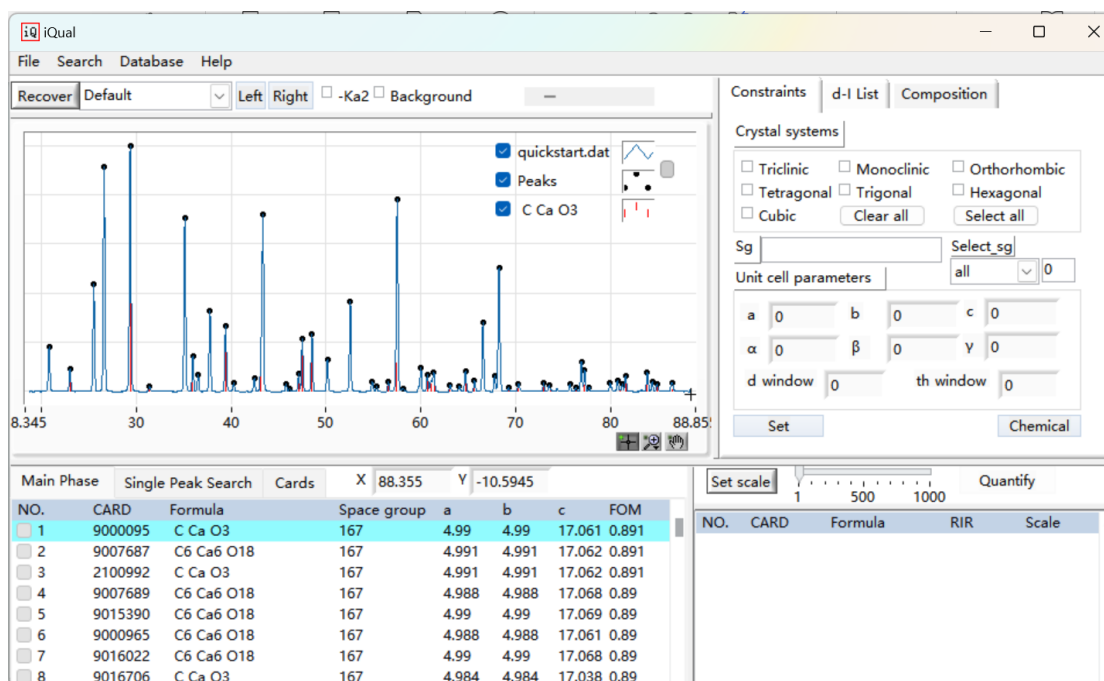 iQ iQual
File Search Database Help
Recover Default Left Right -Ka2 Background
quickstart.dat
Peaks
C Ca O3
8.345 30 40 50 60 70 80 88.855
Constraints d-I List Composition
Crystal systems
Triclinic Monoclinic Orthorhombic
Tetragonal Trigonal Hexagonal
Cubic Clear all Select all
Sg Select_sg
all 0
Unit cell parameters
a 0 b 0 c 0
α 0 β 0 γ 0
d window 0 th window 0
Set Chemical
Main Phase Single Peak Search Cards X 88.355 Y -10.5945
NO. CARD Formula Space group a b c FOM
1 9000095 C Ca O3 167 4.99 4.99 17.061 0.891
2 9007687 C6 Ca6 O18 167 4.991 4.991 17.062 0.891
3 2100992 C Ca O3 167 4.991 4.991 17.062 0.891
4 9007689 C6 Ca6 O18 167 4.988 4.988 17.068 0.89
5 9015390 C6 Ca6 O18 167 4.99 4.99 17.069 0.89
6 9000965 C6 Ca6 O18 167 4.988 4.988 17.061 0.89
7 9016022 C6 Ca6 O18 167 4.99 4.99 17.068 0.89
8 9016706 C Ca O3 167 4.984 4.984 17.038 0.89
Set scale 1 500 1000 Quantify
NO. CARD Formula RIR Scale